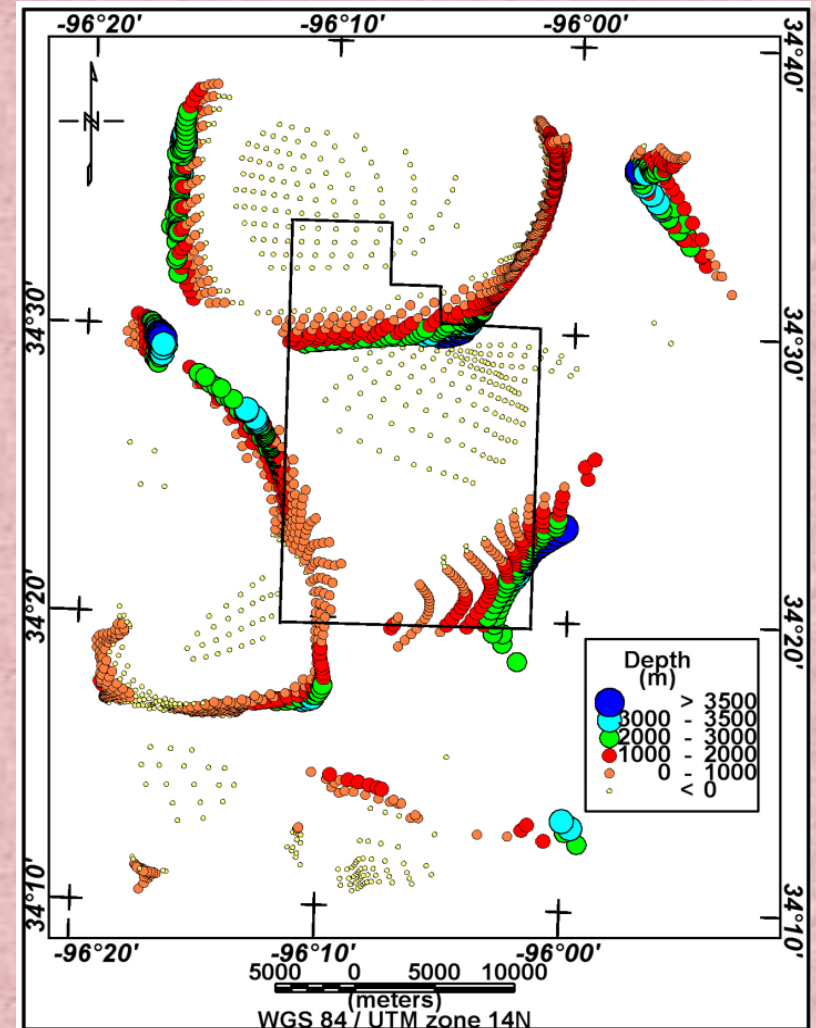 -96°20' -96°10' -96°00'
34°40' 34°40'
N
34°30' 34°30'
34°20' 34°20'
Depth
(m)
> 3500
3000 - 3500
2000 - 3000
1000 - 2000
0 - 1000
< 0
34°10' 34°10'
-96°20' -96°10' -96°00'
5000 0 5000 10000
(meters)
WGS 84 / UTM zone 14N